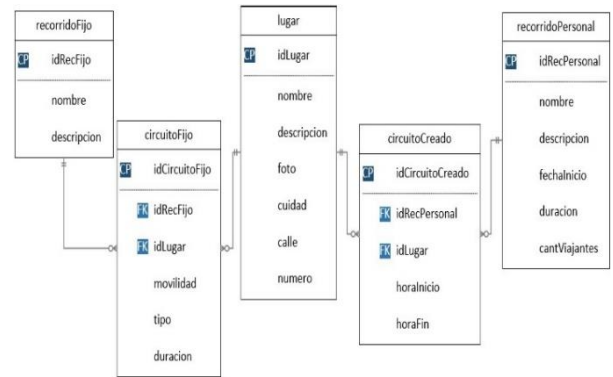 recorridoFijo
CP idRecFijo
nombre
descripcion
circuitoFijo
CP idCircuitoFijo
FK idRecFijo
FK idLugar
movilidad
tipo
duracion
lugar
CP idLugar
nombre
descripcion
foto
cuidad
calle
numero
circuitoCreado
CP idCircuitoCreado
FK idRecPersonal
FK idLugar
horaInicio
horaFin
recorridoPersonal
CP idRecPersonal
nombre
descripcion
fechaInicio
duracion
cantViajantes